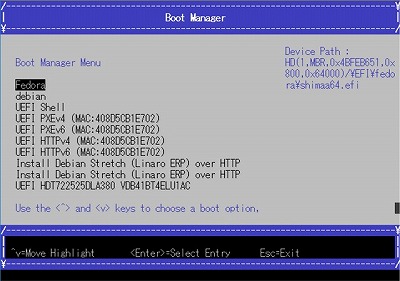 Boot Manager
Device Path :
HD(1,MBR,0x4BFEB651,0x
800,0x64000)/¥EFI¥fedo
ra¥shimaa64.efi
Boot Manager Menu
Fedora
debian
UEFI Shell
UEFI PXEv4 (MAC:408D5CB1E702)
UEFI PXEv6 (MAC:408D5CB1E702)
UEFI HTTPv4 (MAC:408D5CB1E702)
UEFI HTTPv6 (MAC:408D5CB1E702)
Install Debian Stretch (Linaro ERP) over HTTP
Install Debian Stretch (Linaro ERP) over HTTP
UEFI HDT722525DLA380 VDB41BT4ELU1AC
Use the <^> and <v> keys to choose a boot option,
^v=Move Highlight <Enter>=Select Entry Esc=Exit